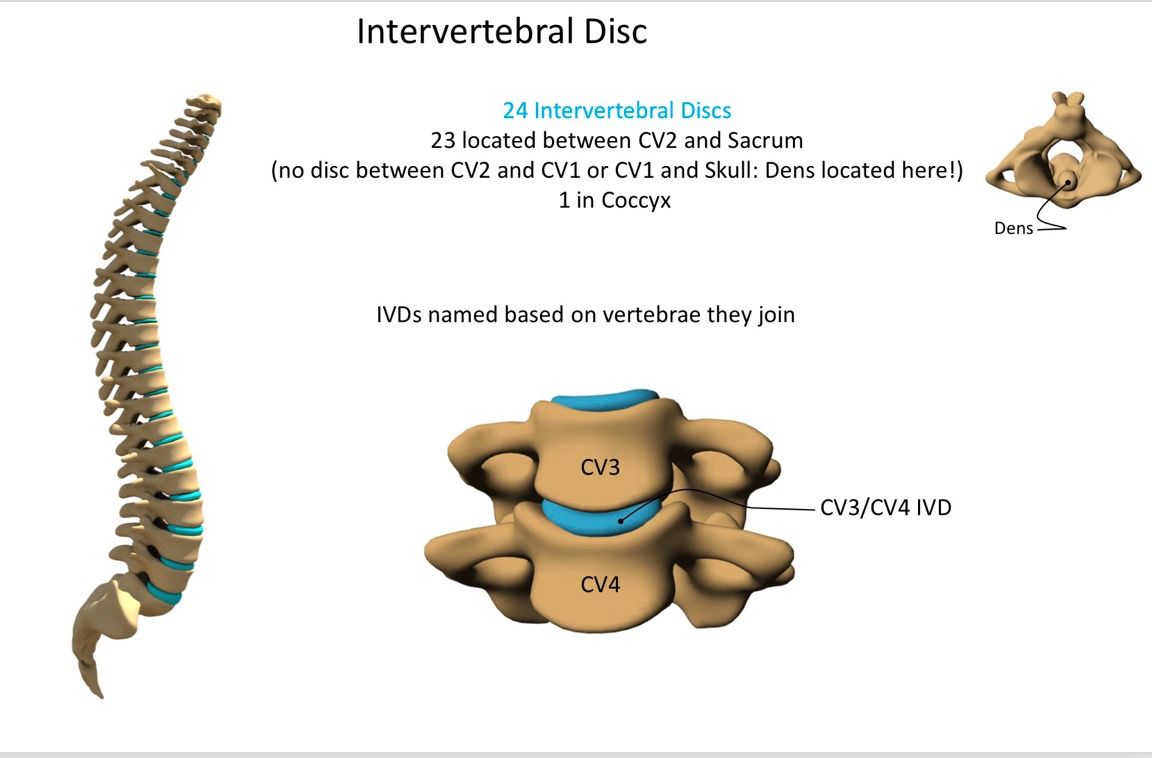 Intervertebral Disc
24 Intervertebral Discs
23 located between CV2 and Sacrum
(no disc between CV2 and CV1 or CV1 and Skull: Dens located here!)
1 in Coccyx
Dens
IVDs named based on vertebrae they join
CV3
CV3/CV4 IVD
CV4